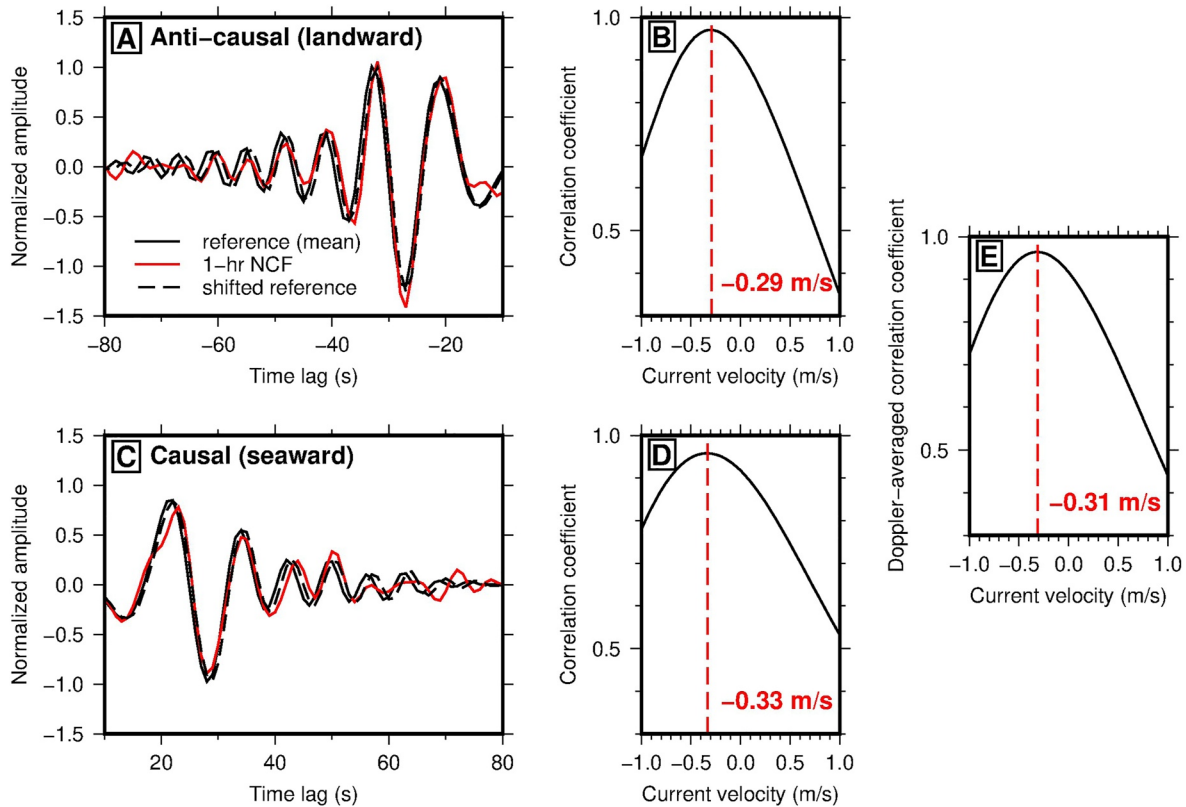 A Anti-causal (landward)
Normalized amplitude
1.5
1.0
0.5
0.0
−0.5
−1.0
−1.5
reference (mean)
1-hr NCF
shifted reference
−80 −60 −40 −20
Time lag (s)
B
Correlation coefficient
1.0
0.5
−0.29 m/s
−1.0 −0.5 0.0 0.5 1.0
Current velocity (m/s)
C Causal (seaward)
Normalized amplitude
1.5
1.0
0.5
0.0
−0.5
−1.0
−1.5
20 40 60 80
Time lag (s)
D
Correlation coefficient
1.0
0.5
−0.33 m/s
−1.0 −0.5 0.0 0.5 1.0
Current velocity (m/s)
E
Doppler-averaged correlation coefficient
1.0
0.5
−0.31 m/s
−1.0 −0.5 0.0 0.5 1.0
Current velocity (m/s)